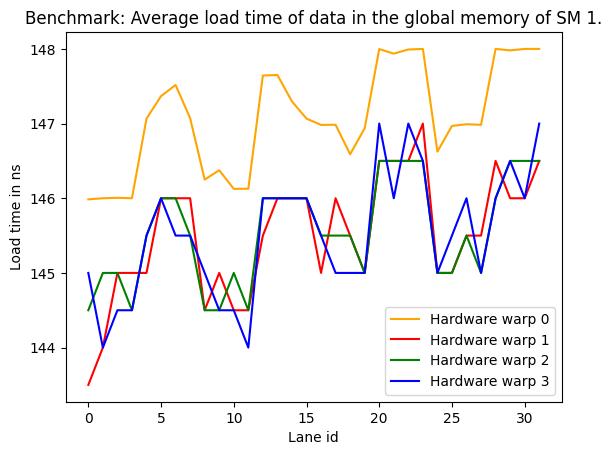 Benchmark: Average load time of data in the global memory of SM 1.
148
147
146
145
144
Load time in ns
0 5 10 15 20 25 30
Lane id
Hardware warp 0
Hardware warp 1
Hardware warp 2
Hardware warp 3